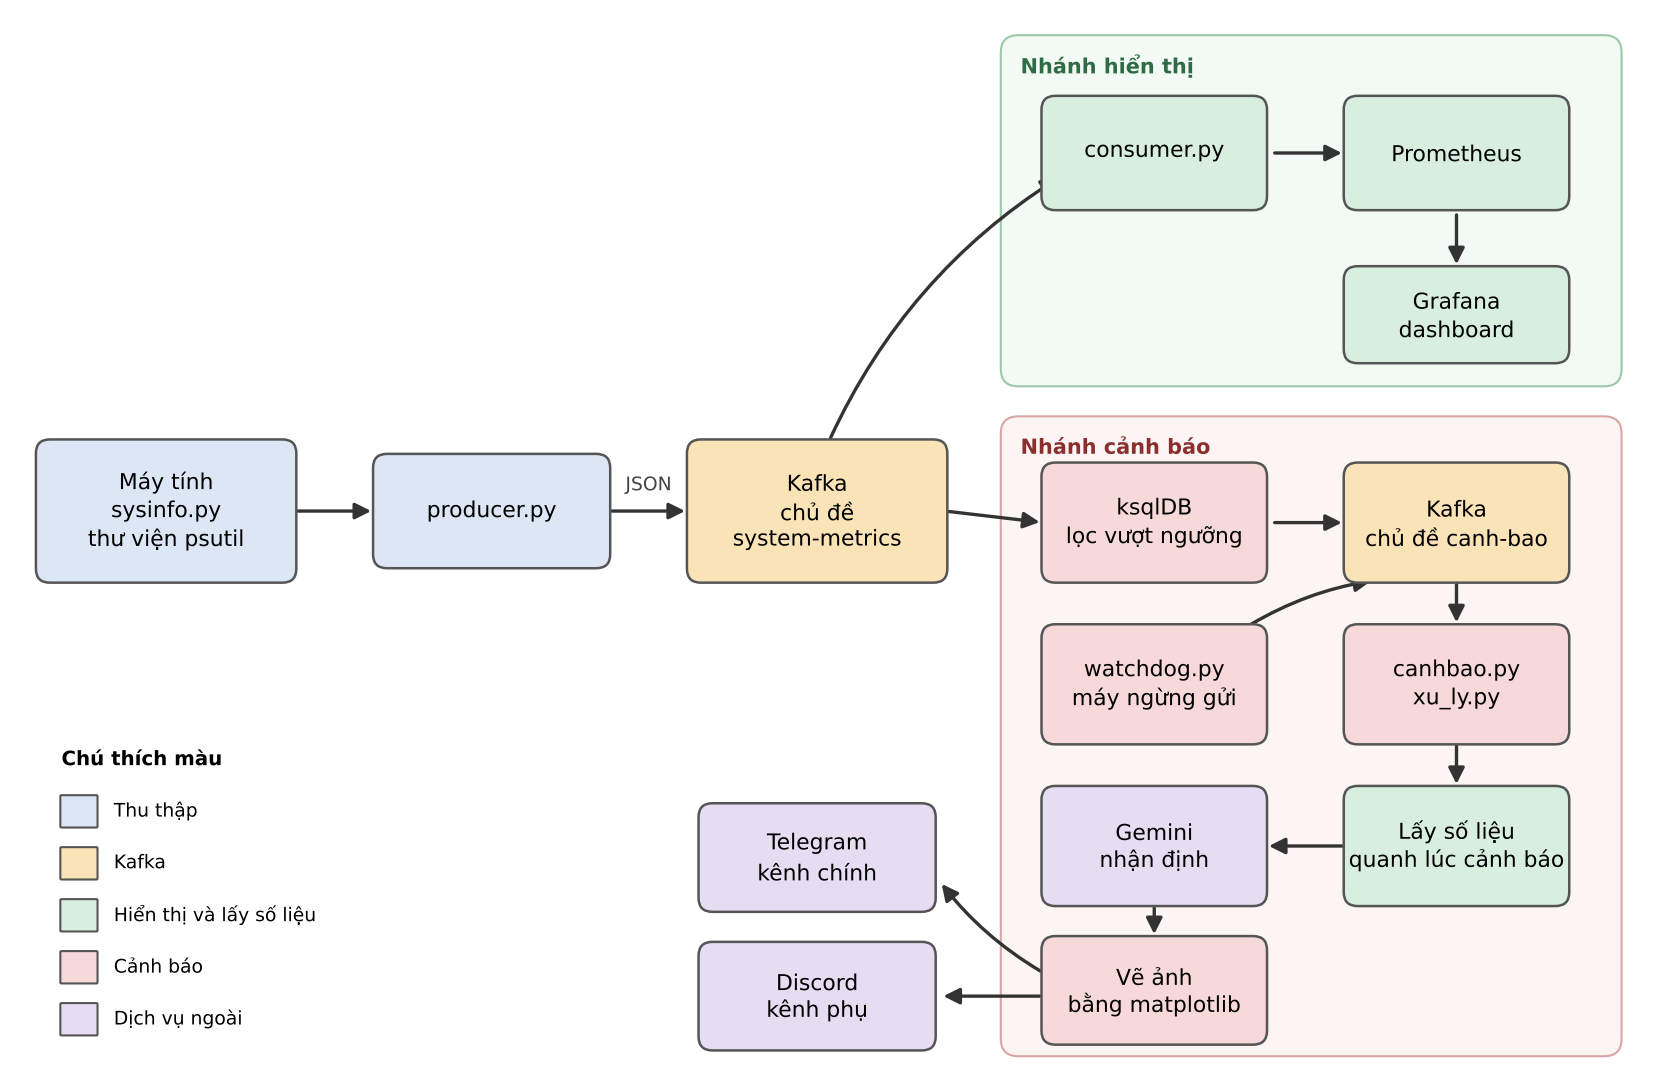 Nhánh hiển thị
consumer.py
Prometheus
Grafana
dashboard
Máy tính
sysinfo.py
thư viện psutil
producer.py
JSON
Kafka
chủ đề
system-metrics
Nhánh cảnh báo
ksqlDB
lọc vượt ngưỡng
Kafka
chủ đề canh-bao
watchdog.py
máy ngừng gửi
canhbao.py
xu_ly.py
Gemini
nhận định
Lấy số liệu
quanh lúc cảnh báo
Vẽ ảnh
bằng matplotlib
Telegram
kênh chính
Discord
kênh phụ
Chú thích màu
Thu thập
Kafka
Hiển thị và lấy số liệu
Cảnh báo
Dịch vụ ngoài